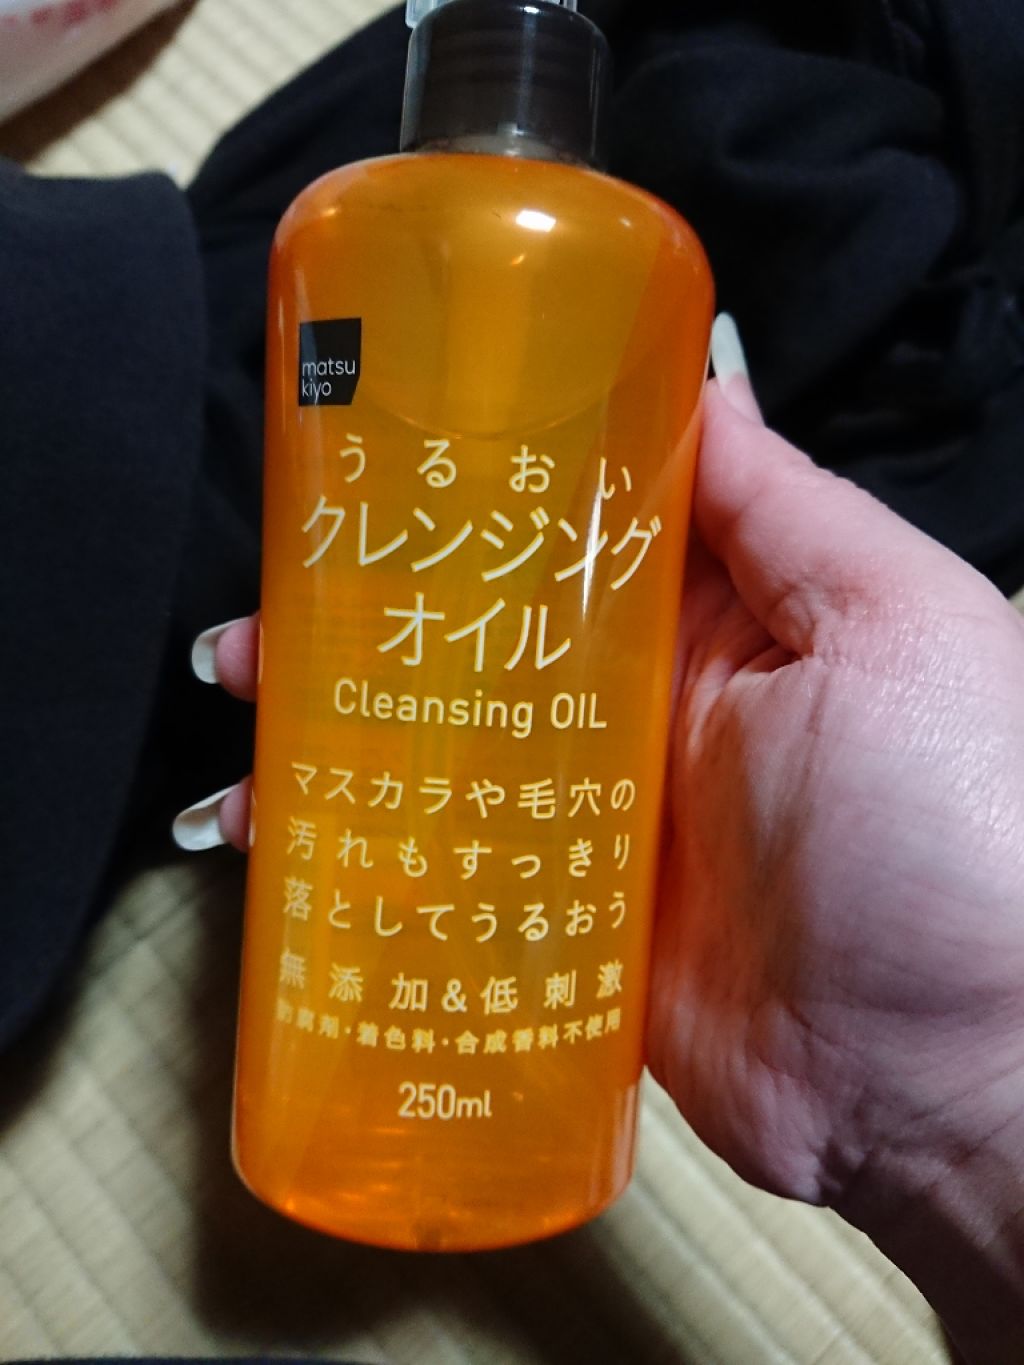 matsu
kiyo
うるおい
クレンジング
オイル
Cleansing OIL
マスカラや毛穴の
汚れもすっきり
落としてうるおう
無添加&低刺激
防腐剤・着色料・合成香料不使用
250ml